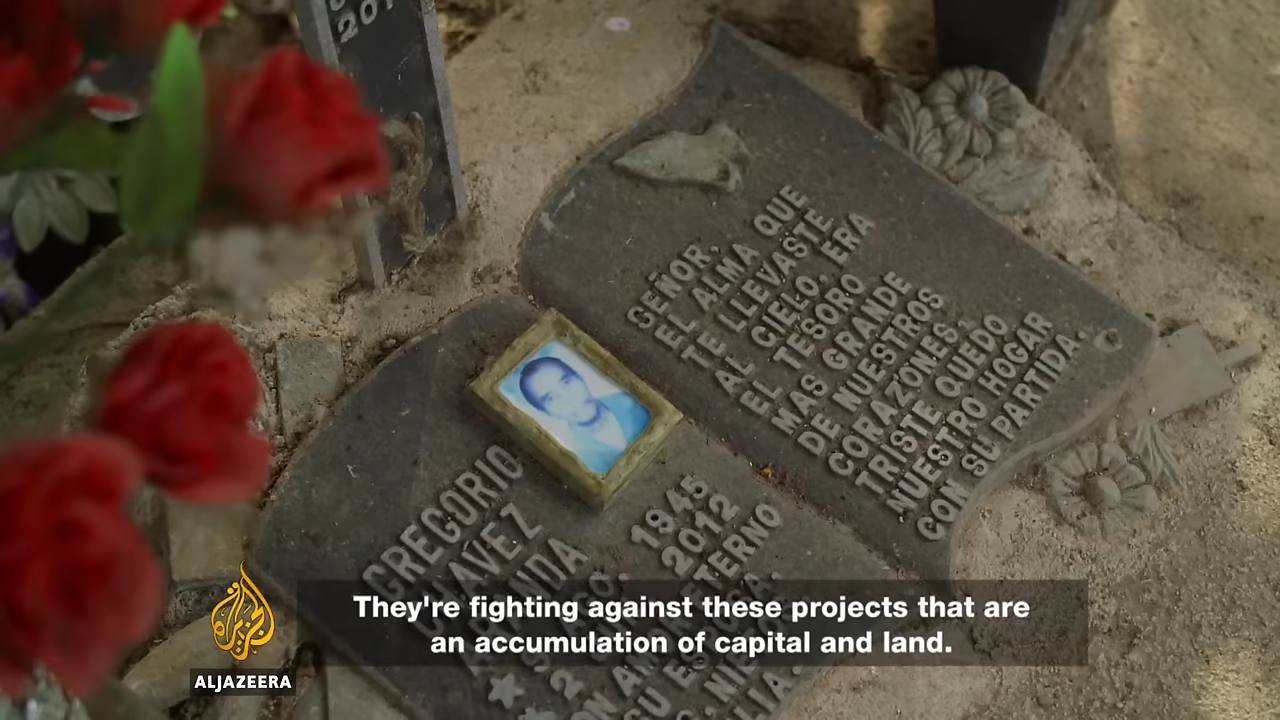 201
SEÑOR,
EL ALMA QUE
TE LLEVASTE
AL CIELO, ERA
EL TESORO
MAS GRANDE
DE NUESTROS
CORAZONES,
TRISTE QUEDO
NUESTRO HOGAR
CON SU PARTIDA.
GREGORIO
1945
2012
They're fighting against these projects that are
an accumulation of capital and land.
الجزيرة
ALJAZEERA